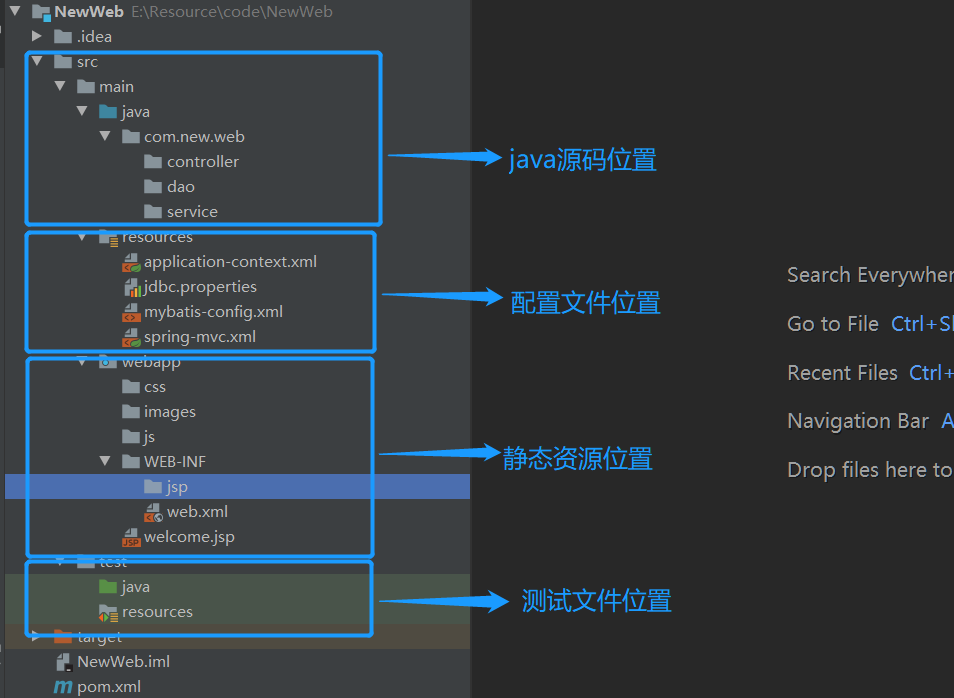 NewWeb E:\Resource\code\NewWeb
.idea
src
main
java
com.new.web
controller
java源码位置
dao
service
resources
application-context.xml
Search Everywher
jdbc.properties
配置文件位置
mybatis-config.xml
Go to File Ctrl+S
spring-mvc.xml
webapp
Recent Files Ctrl+
css
images
Navigation Bar A
js
WEB-INF
静态资源位置
Drop files here to
jsp
web.xml
welcome.jsp
test
java
测试文件位置
resources
target
NewWeb.iml
pom.xml